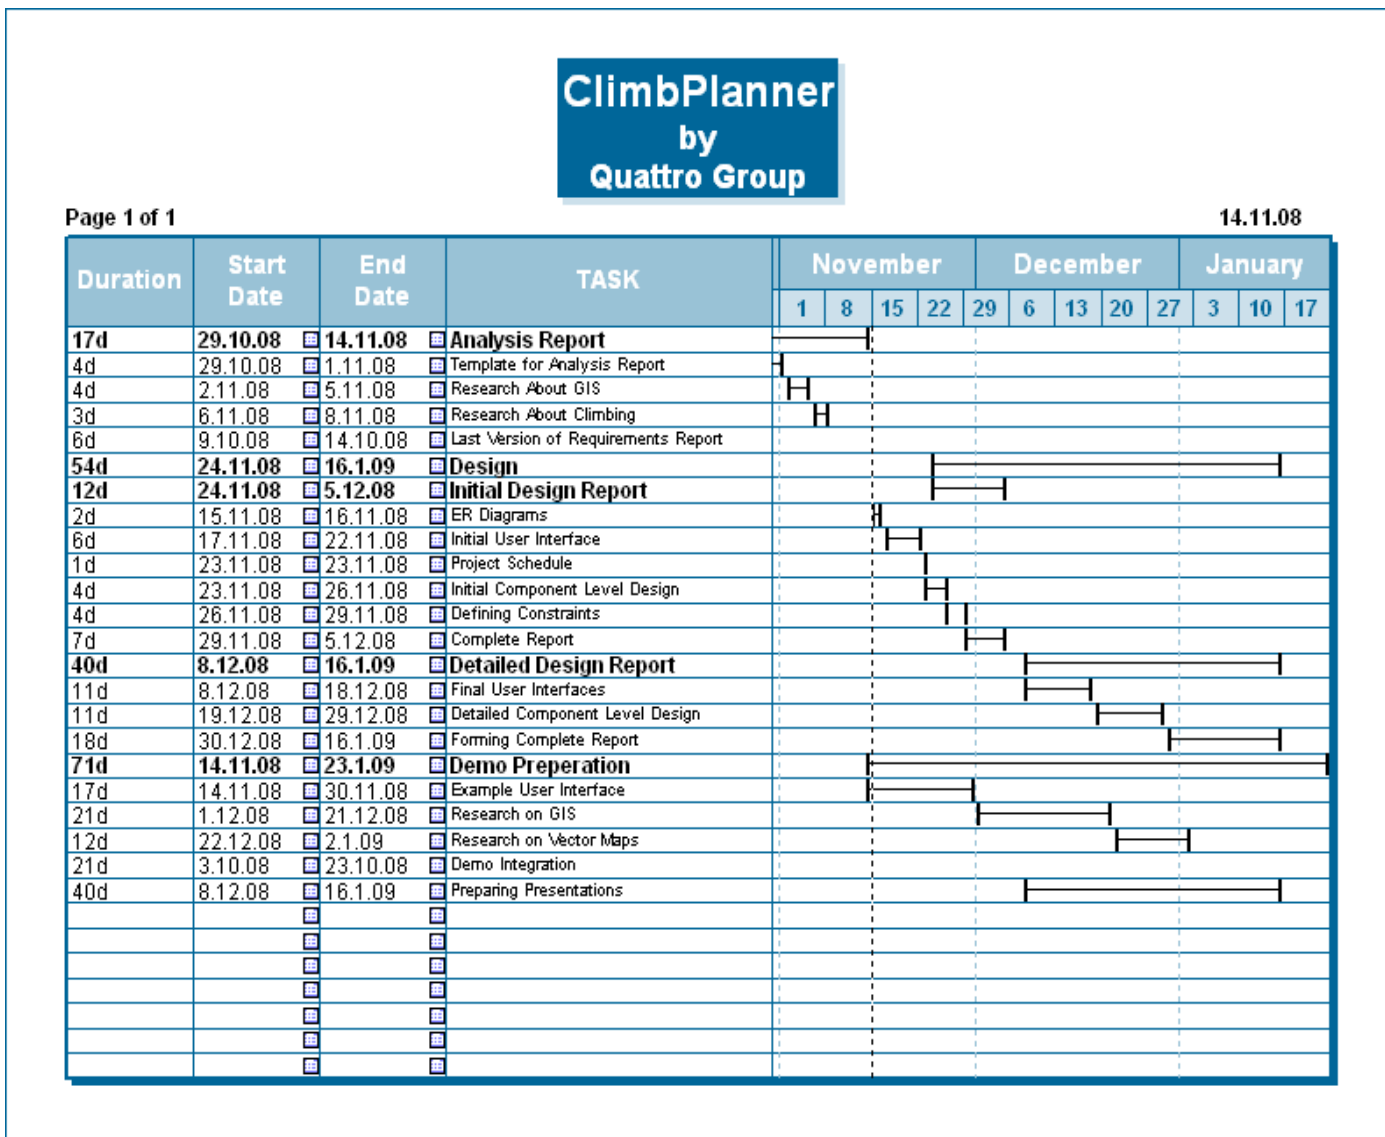 ClimbPlanner
by
Quattro Group
Page 1 of 1 14.11.08
Duration Start Date End Date TASK November December January
1 8 15 22 29 6 13 20 27 3 10 17
17d 29.10.08 14.11.08 Analysis Report
4d 29.10.08 1.11.08 Template for Analysis Report
4d 2.11.08 5.11.08 Research About GIS
3d 6.11.08 8.11.08 Research About Climbing
6d 9.10.08 14.10.08 Last Version of Requirements Report
54d 24.11.08 16.1.09 Design
12d 24.11.08 5.12.08 Initial Design Report
2d 15.11.08 16.11.08 ER Diagrams
6d 17.11.08 22.11.08 Initial User Interface
1d 23.11.08 23.11.08 Project Schedule
4d 23.11.08 26.11.08 Initial Component Level Design
4d 26.11.08 29.11.08 Defining Constraints
7d 29.11.08 5.12.08 Complete Report
40d 8.12.08 16.1.09 Detailed Design Report
11d 8.12.08 18.12.08 Final User Interfaces
11d 19.12.08 29.12.08 Detailed Component Level Design
18d 30.12.08 16.1.09 Forming Complete Report
71d 14.11.08 23.1.09 Demo Preperation
17d 14.11.08 30.11.08 Example User Interface
21d 1.12.08 21.12.08 Research on GIS
12d 22.12.08 2.1.09 Research on Vector Maps
21d 3.10.08 23.10.08 Demo Integration
40d 8.12.08 16.1.09 Preparing Presentations